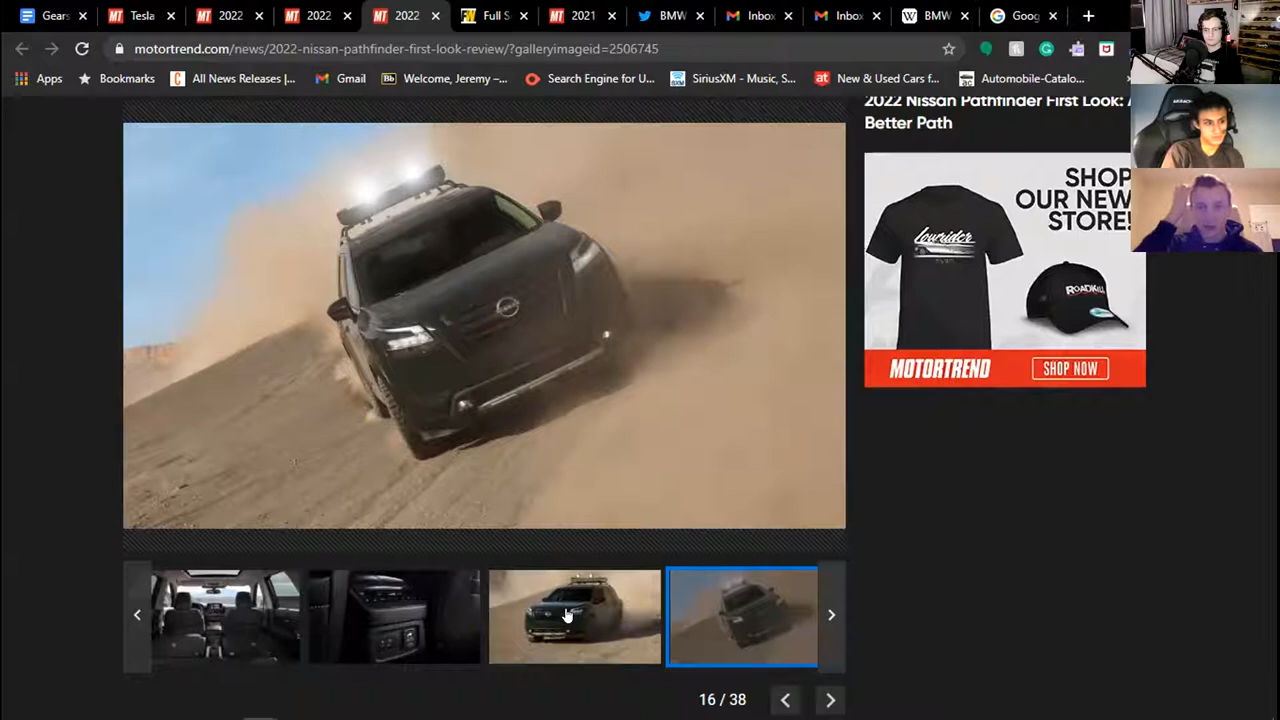 Gears
Tesla
2022
2022
2022
Full S
2021
BMW
Inbox
Inbox
BMW
Goog
motortrend.com/news/2022-nissan-pathfinder-first-look-review/?galleryimageid=2506745
Apps
Bookmarks
All News Releases |...
Gmail
Welcome, Jeremy –...
Search Engine for U...
SiriusXM - Music, S...
New & Used Cars f...
Automobile-Catalo...
2022 Nissan Pathfinder First Look: A
Better Path
SHOP
OUR NEW
STORE!
lowrider
ROADKILL
MOTORTREND
SHOP NOW
16 / 38